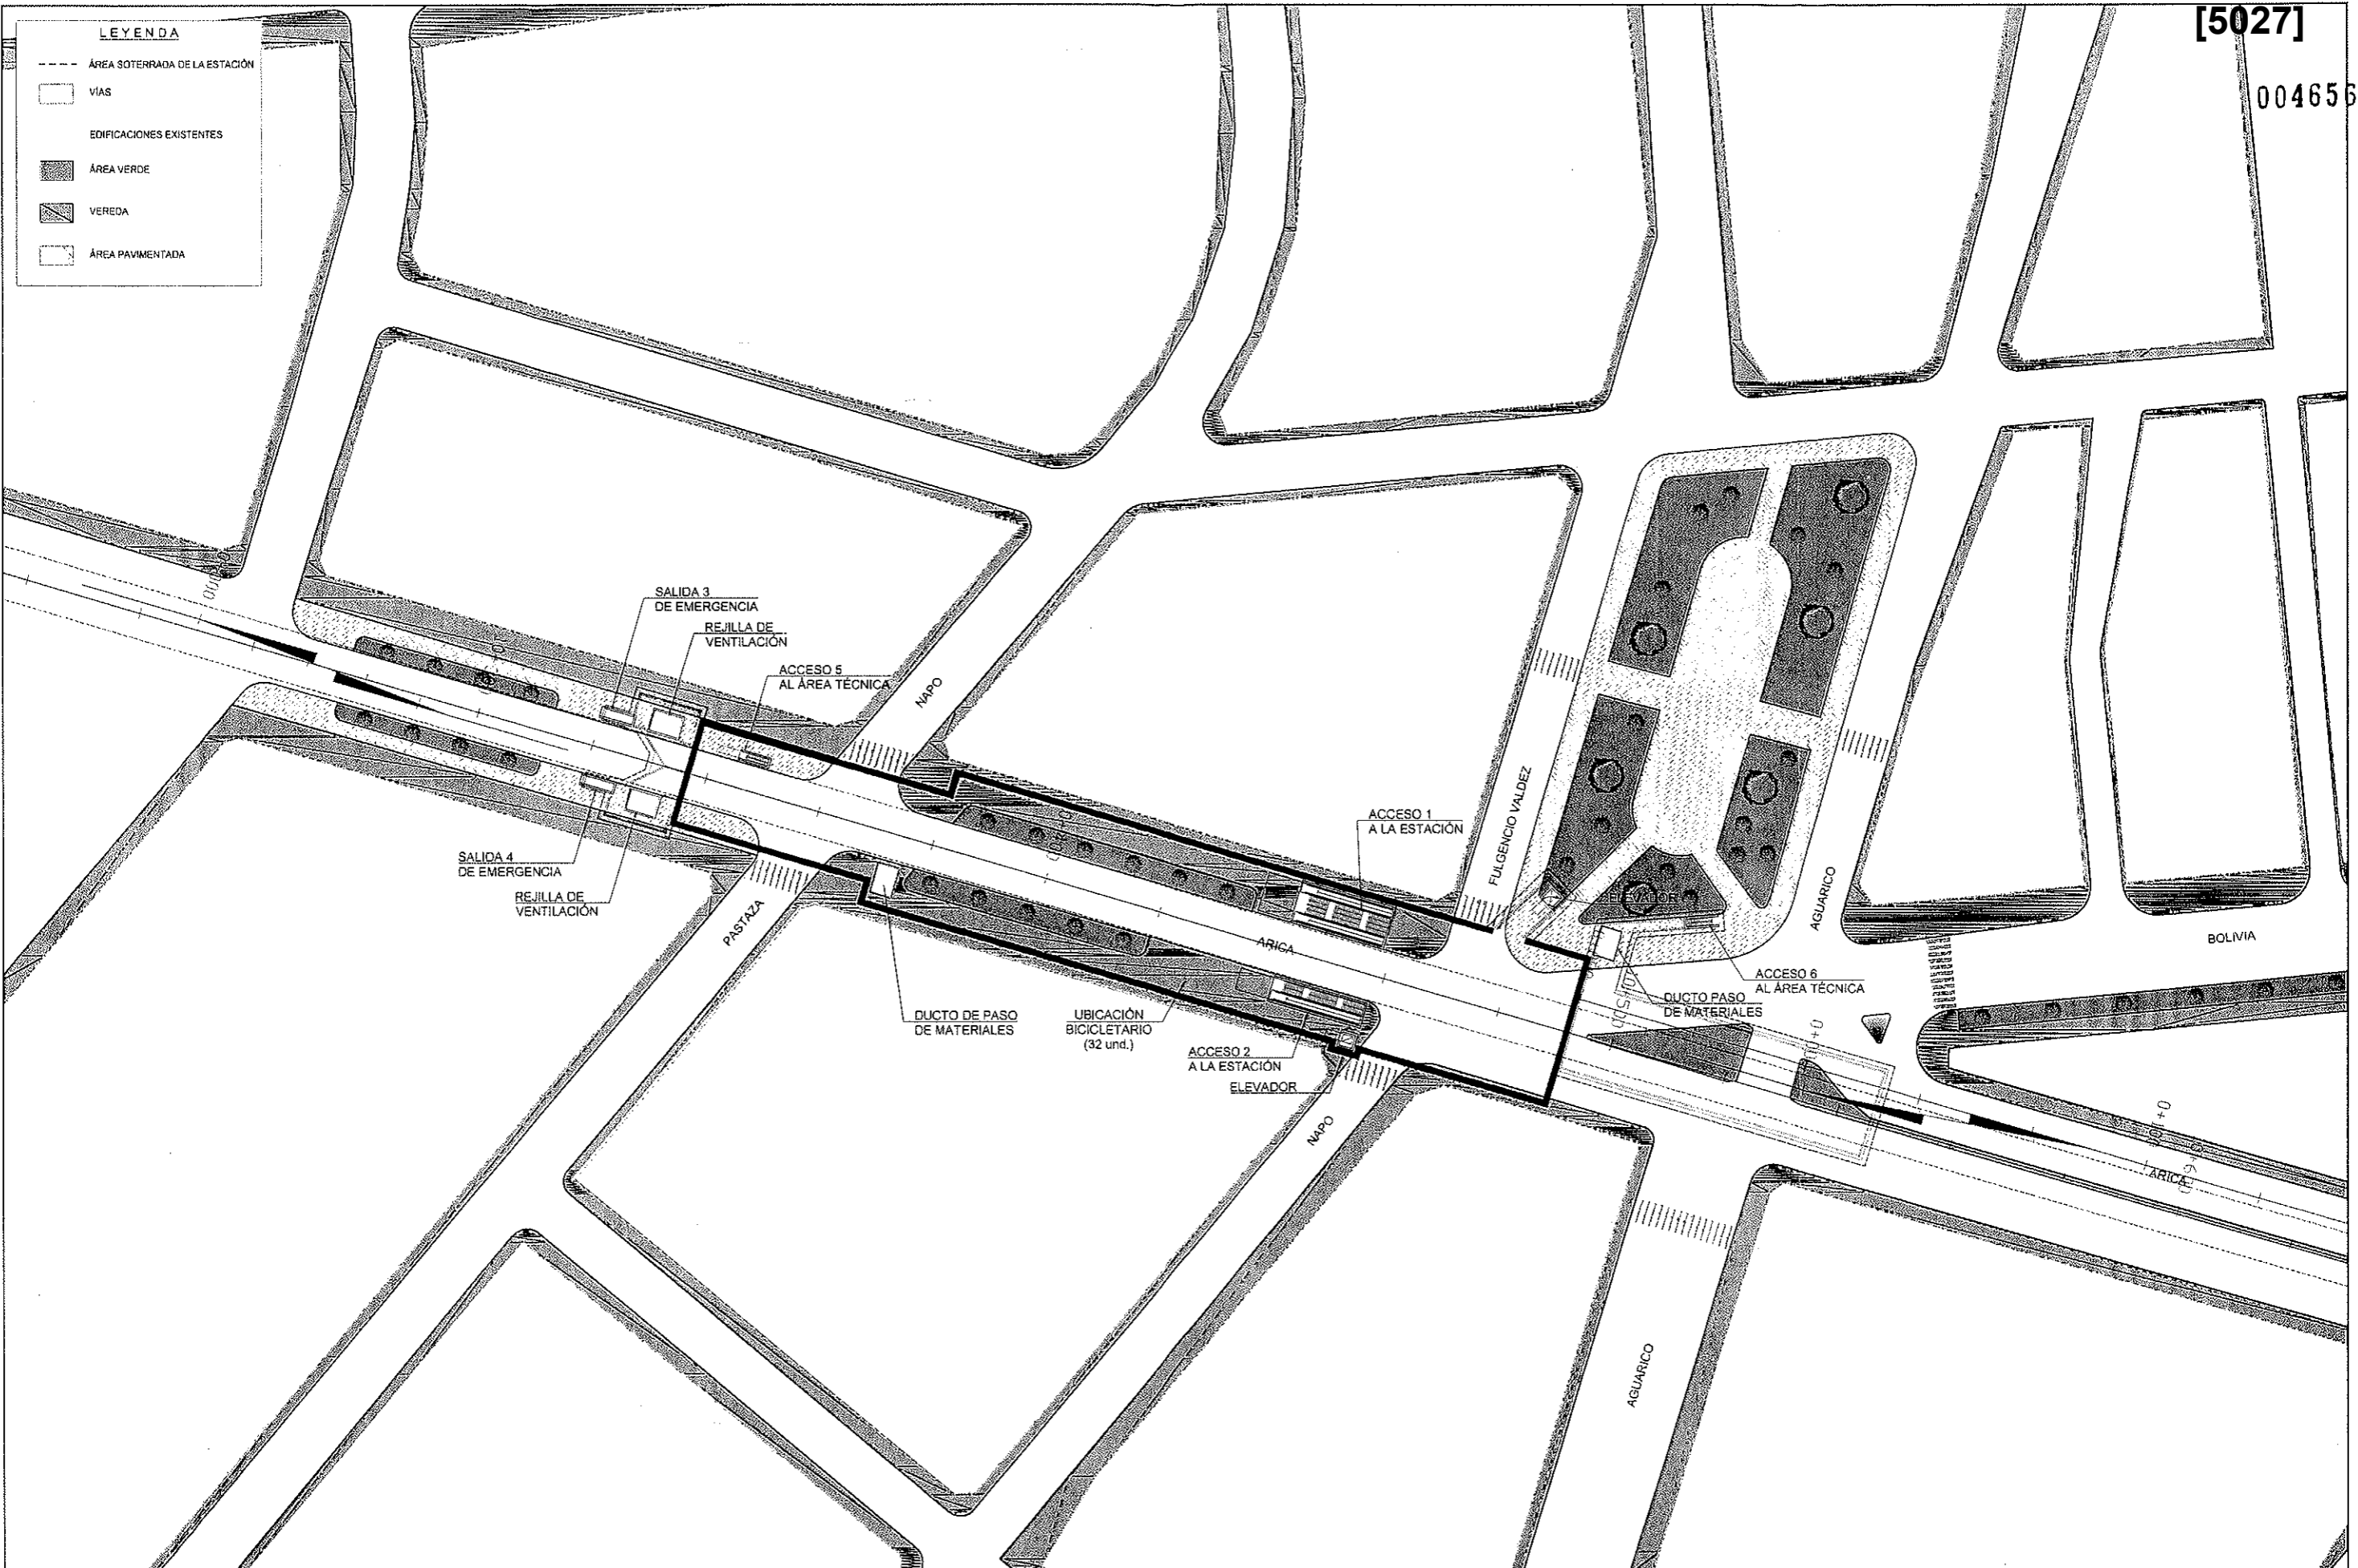 [5027]
004656
LEYENDA
ÁREA SOTERRADA DE LA ESTACIÓN
VÍAS
EDIFICACIONES EXISTENTES
ÁREA VERDE
VEREDA
ÁREA PAVIMENTADA
SALIDA 3
DE EMERGENCIA
REJILLA DE
VENTILACIÓN
ACCESO 5
AL ÁREA TÉCNICA
NAPO
SALIDA 4
DE EMERGENCIA
REJILLA DE
VENTILACIÓN
PASTAZA
ACCESO 1
A LA ESTACIÓN
FULGENCIO VALDEZ
ELEVADOR
AGUARICO
BOLIVIA
ARICA
ACCESO 6
AL ÁREA TÉCNICA
DUCTO PASO
DE MATERIALES
DUCTO DE PASO
DE MATERIALES
UBICACIÓN
BICICLETARIO
(32 und.)
ACCESO 2
A LA ESTACIÓN
ELEVADOR
NAPO
ARICA
AGUARICO